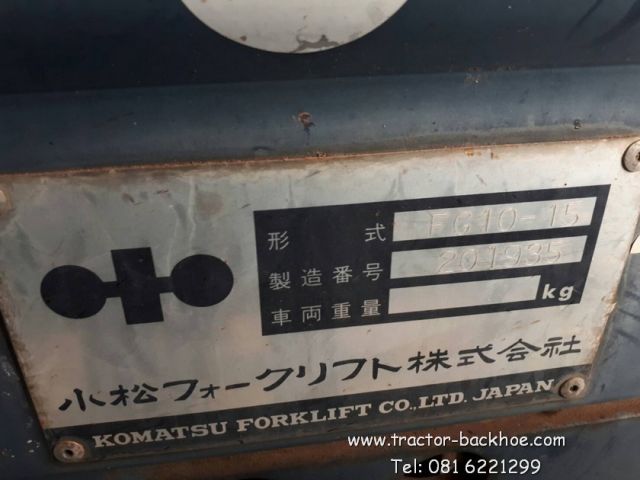 形式 FG10-15
製造番号 201935
車両重量 kg
小松フォークリフト株式会社
KOMATSU FORKLIFT CO.,LTD. JAPAN
www.tractor-backhoe.com
Tel: 081 6221299